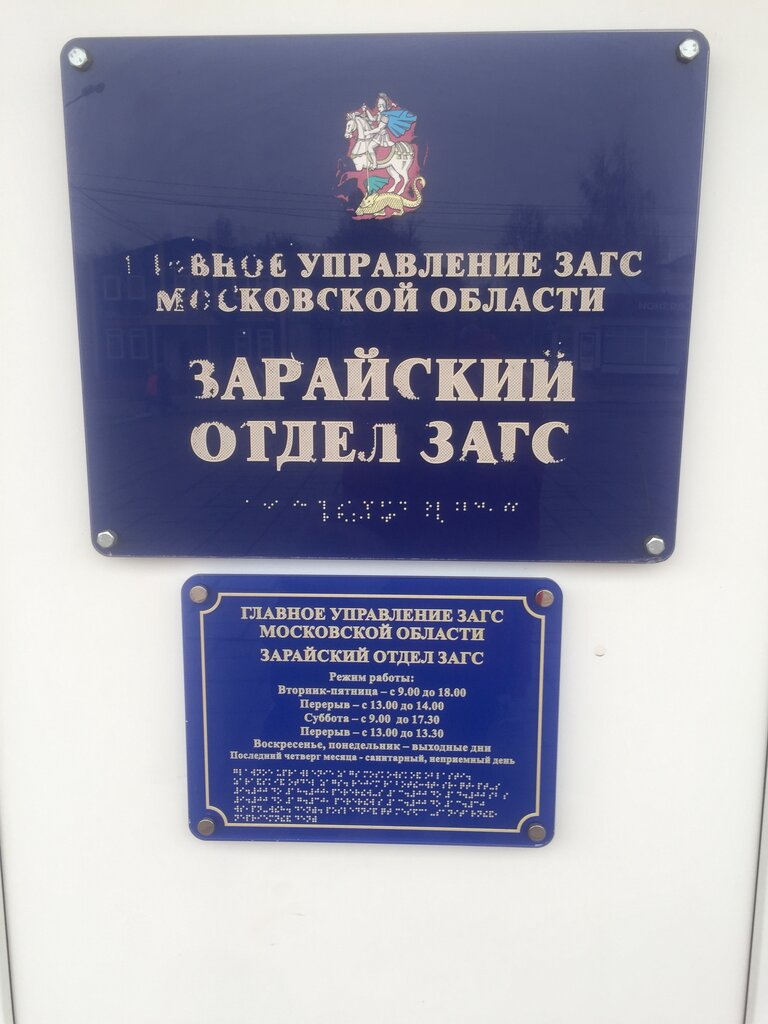 ГЛАВНОЕ УПРАВЛЕНИЕ ЗАГС
МОСКОВСКОЙ ОБЛАСТИ
ЗАРАЙСКИЙ
ОТДЕЛ ЗАГС
ГЛАВНОЕ УПРАВЛЕНИЕ ЗАГС
МОСКОВСКОЙ ОБЛАСТИ
ЗАРАЙСКИЙ ОТДЕЛ ЗАГС
Режим работы:
Вторник-пятница – с 9.00 до 18.00
Перерыв – с 13.00 до 14.00
Суббота – с 9.00 до 17.30
Перерыв – с 13.00 до 13.30
Воскресенье, понедельник – выходные дни
Последний четверг месяца - санитарный, неприемный день